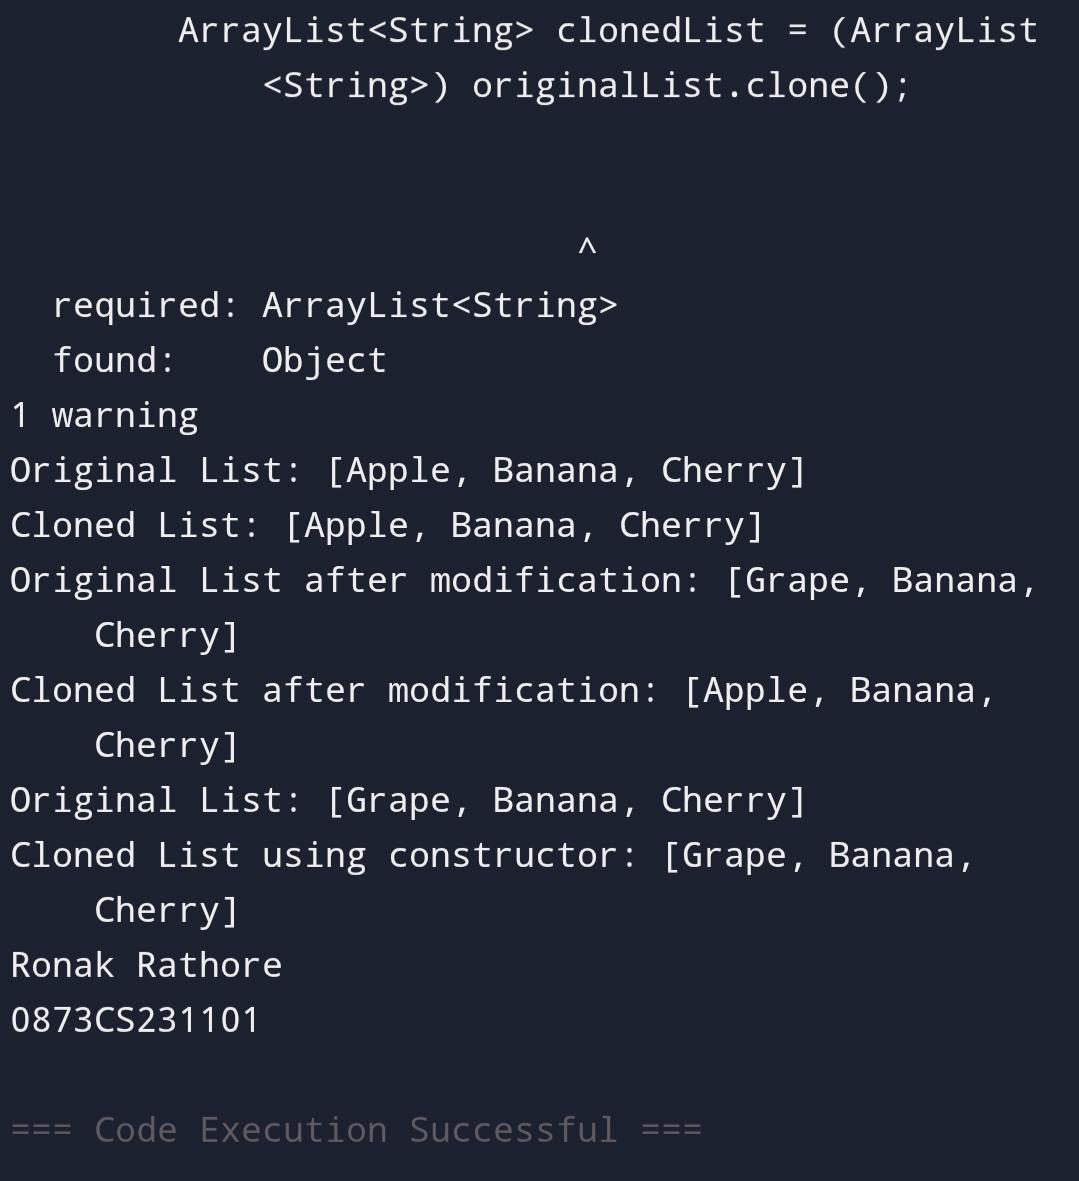 ArrayList<String> clonedList = (ArrayList
<String>) originalList.clone();
^
required: ArrayList<String>
found:    Object
1 warning
Original List: [Apple, Banana, Cherry]
Cloned List: [Apple, Banana, Cherry]
Original List after modification: [Grape, Banana,
Cherry]
Cloned List after modification: [Apple, Banana,
Cherry]
Original List: [Grape, Banana, Cherry]
Cloned List using constructor: [Grape, Banana,
Cherry]
Ronak Rathore
0873CS231101
=== Code Execution Successful ===